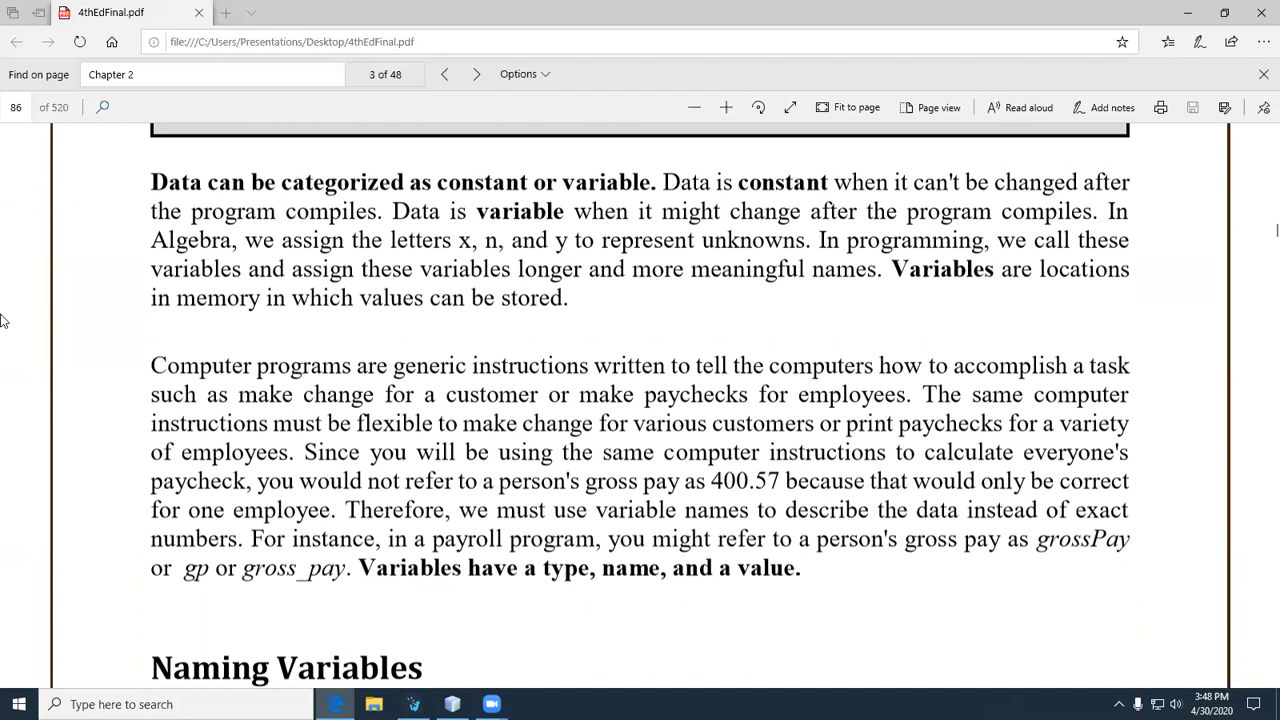 4thEdFinal.pdf
file:///C:/Users/Presentations/Desktop/4thEdFinal.pdf
Find on page Chapter 2 3 of 48 Options
86 of 520 Fit to page Page view Read aloud Add notes
Data can be categorized as constant or variable. Data is constant when it can't be changed after
the program compiles. Data is variable when it might change after the program compiles. In
Algebra, we assign the letters x, n, and y to represent unknowns. In programming, we call these
variables and assign these variables longer and more meaningful names. Variables are locations
in memory in which values can be stored.
Computer programs are generic instructions written to tell the computers how to accomplish a task
such as make change for a customer or make paychecks for employees. The same computer
instructions must be flexible to make change for various customers or print paychecks for a variety
of employees. Since you will be using the same computer instructions to calculate everyone's
paycheck, you would not refer to a person's gross pay as 400.57 because that would only be correct
for one employee. Therefore, we must use variable names to describe the data instead of exact
numbers. For instance, in a payroll program, you might refer to a person's gross pay as grossPay
or gp or gross_pay. Variables have a type, name, and a value.
Naming Variables
Type here to search
3:48 PM
4/30/2020